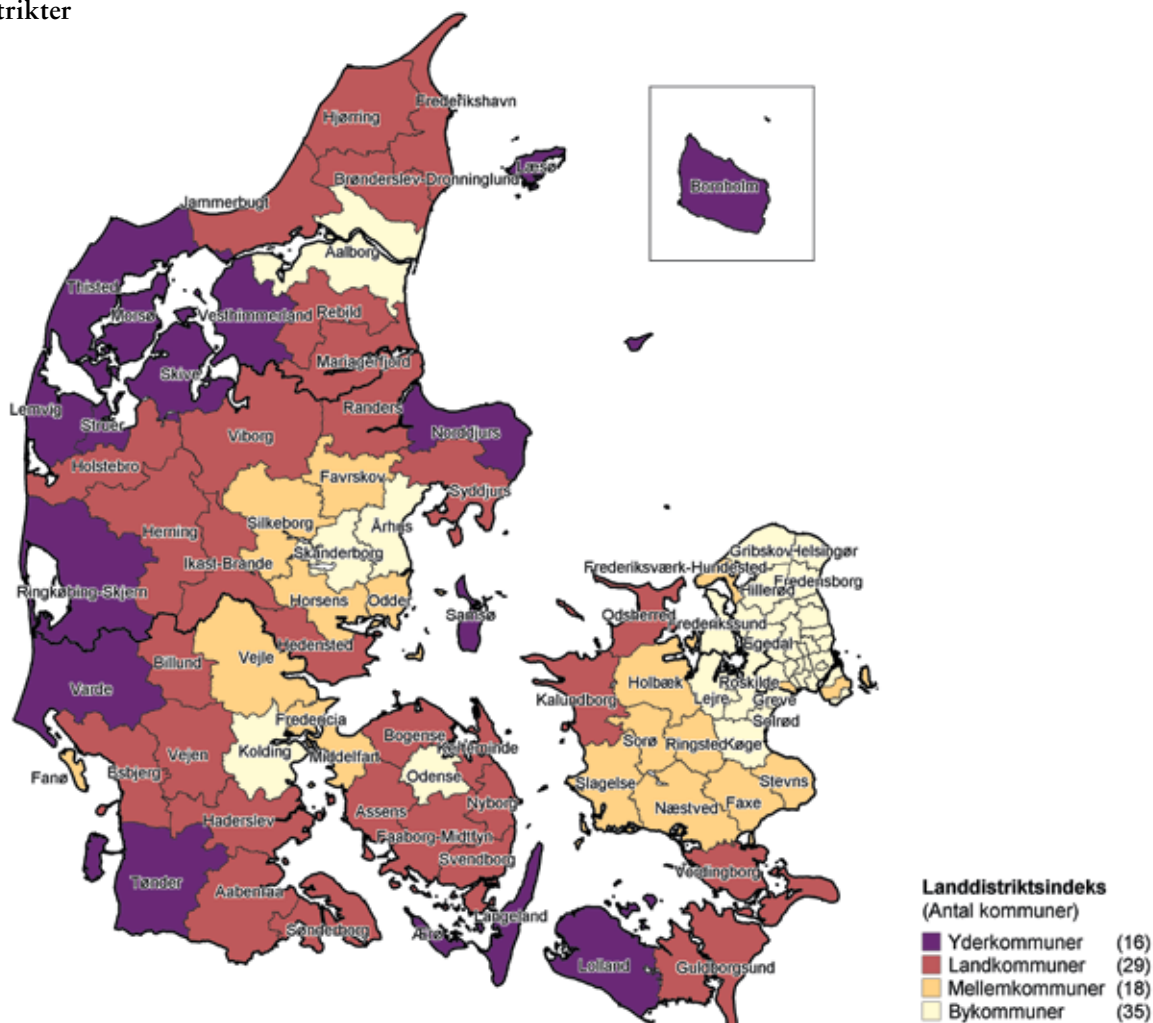 trikter
Frederikshavn
Hjørring
Læsø
Brønderslev-Dronninglund
Bornholm
Jammerbugt
Aalborg
Thisted
Morsø
Vesthimmerland
Rebild
Mariagerfjord
Skive
Lemvig
Randers
Struer
Viborg
Norddjurs
Holstebro
Favrskov
Syddjurs
Silkeborg
Århus
Herning
Skanderborg
Gribskov
Helsingør
Ikast-Brande
Frederiksværk-Hundested
Fredensborg
Ringkøbing-Skjern
Hillerød
Horsens
Odder
Samsø
Odsherred
Frederikssund
Hedensted
Egedal
Billund
Vejle
Varde
Holbæk
Roskilde
Kalundborg
Lejre
Greve
Fredericia
Solrød
Bogense
Kerteminde
Sorø
Ringsted
Køge
Vejen
Kolding
Middelfart
Fanø
Esbjerg
Odense
Slagelse
Stevns
Nyborg
Næstved
Faxe
Assens
Haderslev
Faaborg-Midtfyn
Svendborg
Vordingborg
Tønder
Aabenraa
Langeland
Sønderborg
Ærø
Lolland
Guldborgsund
Landdistriktsindeks
(Antal kommuner)
Yderkommuner (16)
Landkommuner (29)
Mellemkommuner (18)
Bykommuner (35)